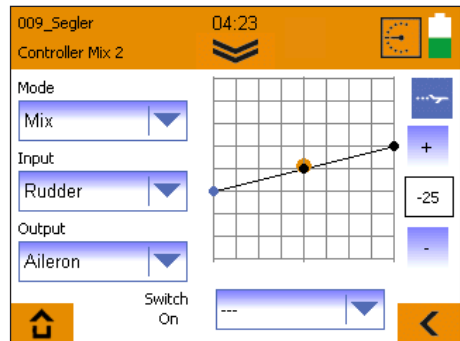 009_Segler
04:23
Controller Mix 2
Mode
Mix
Input
Rudder
Output
Aileron
+
-25
-
Switch
On
---